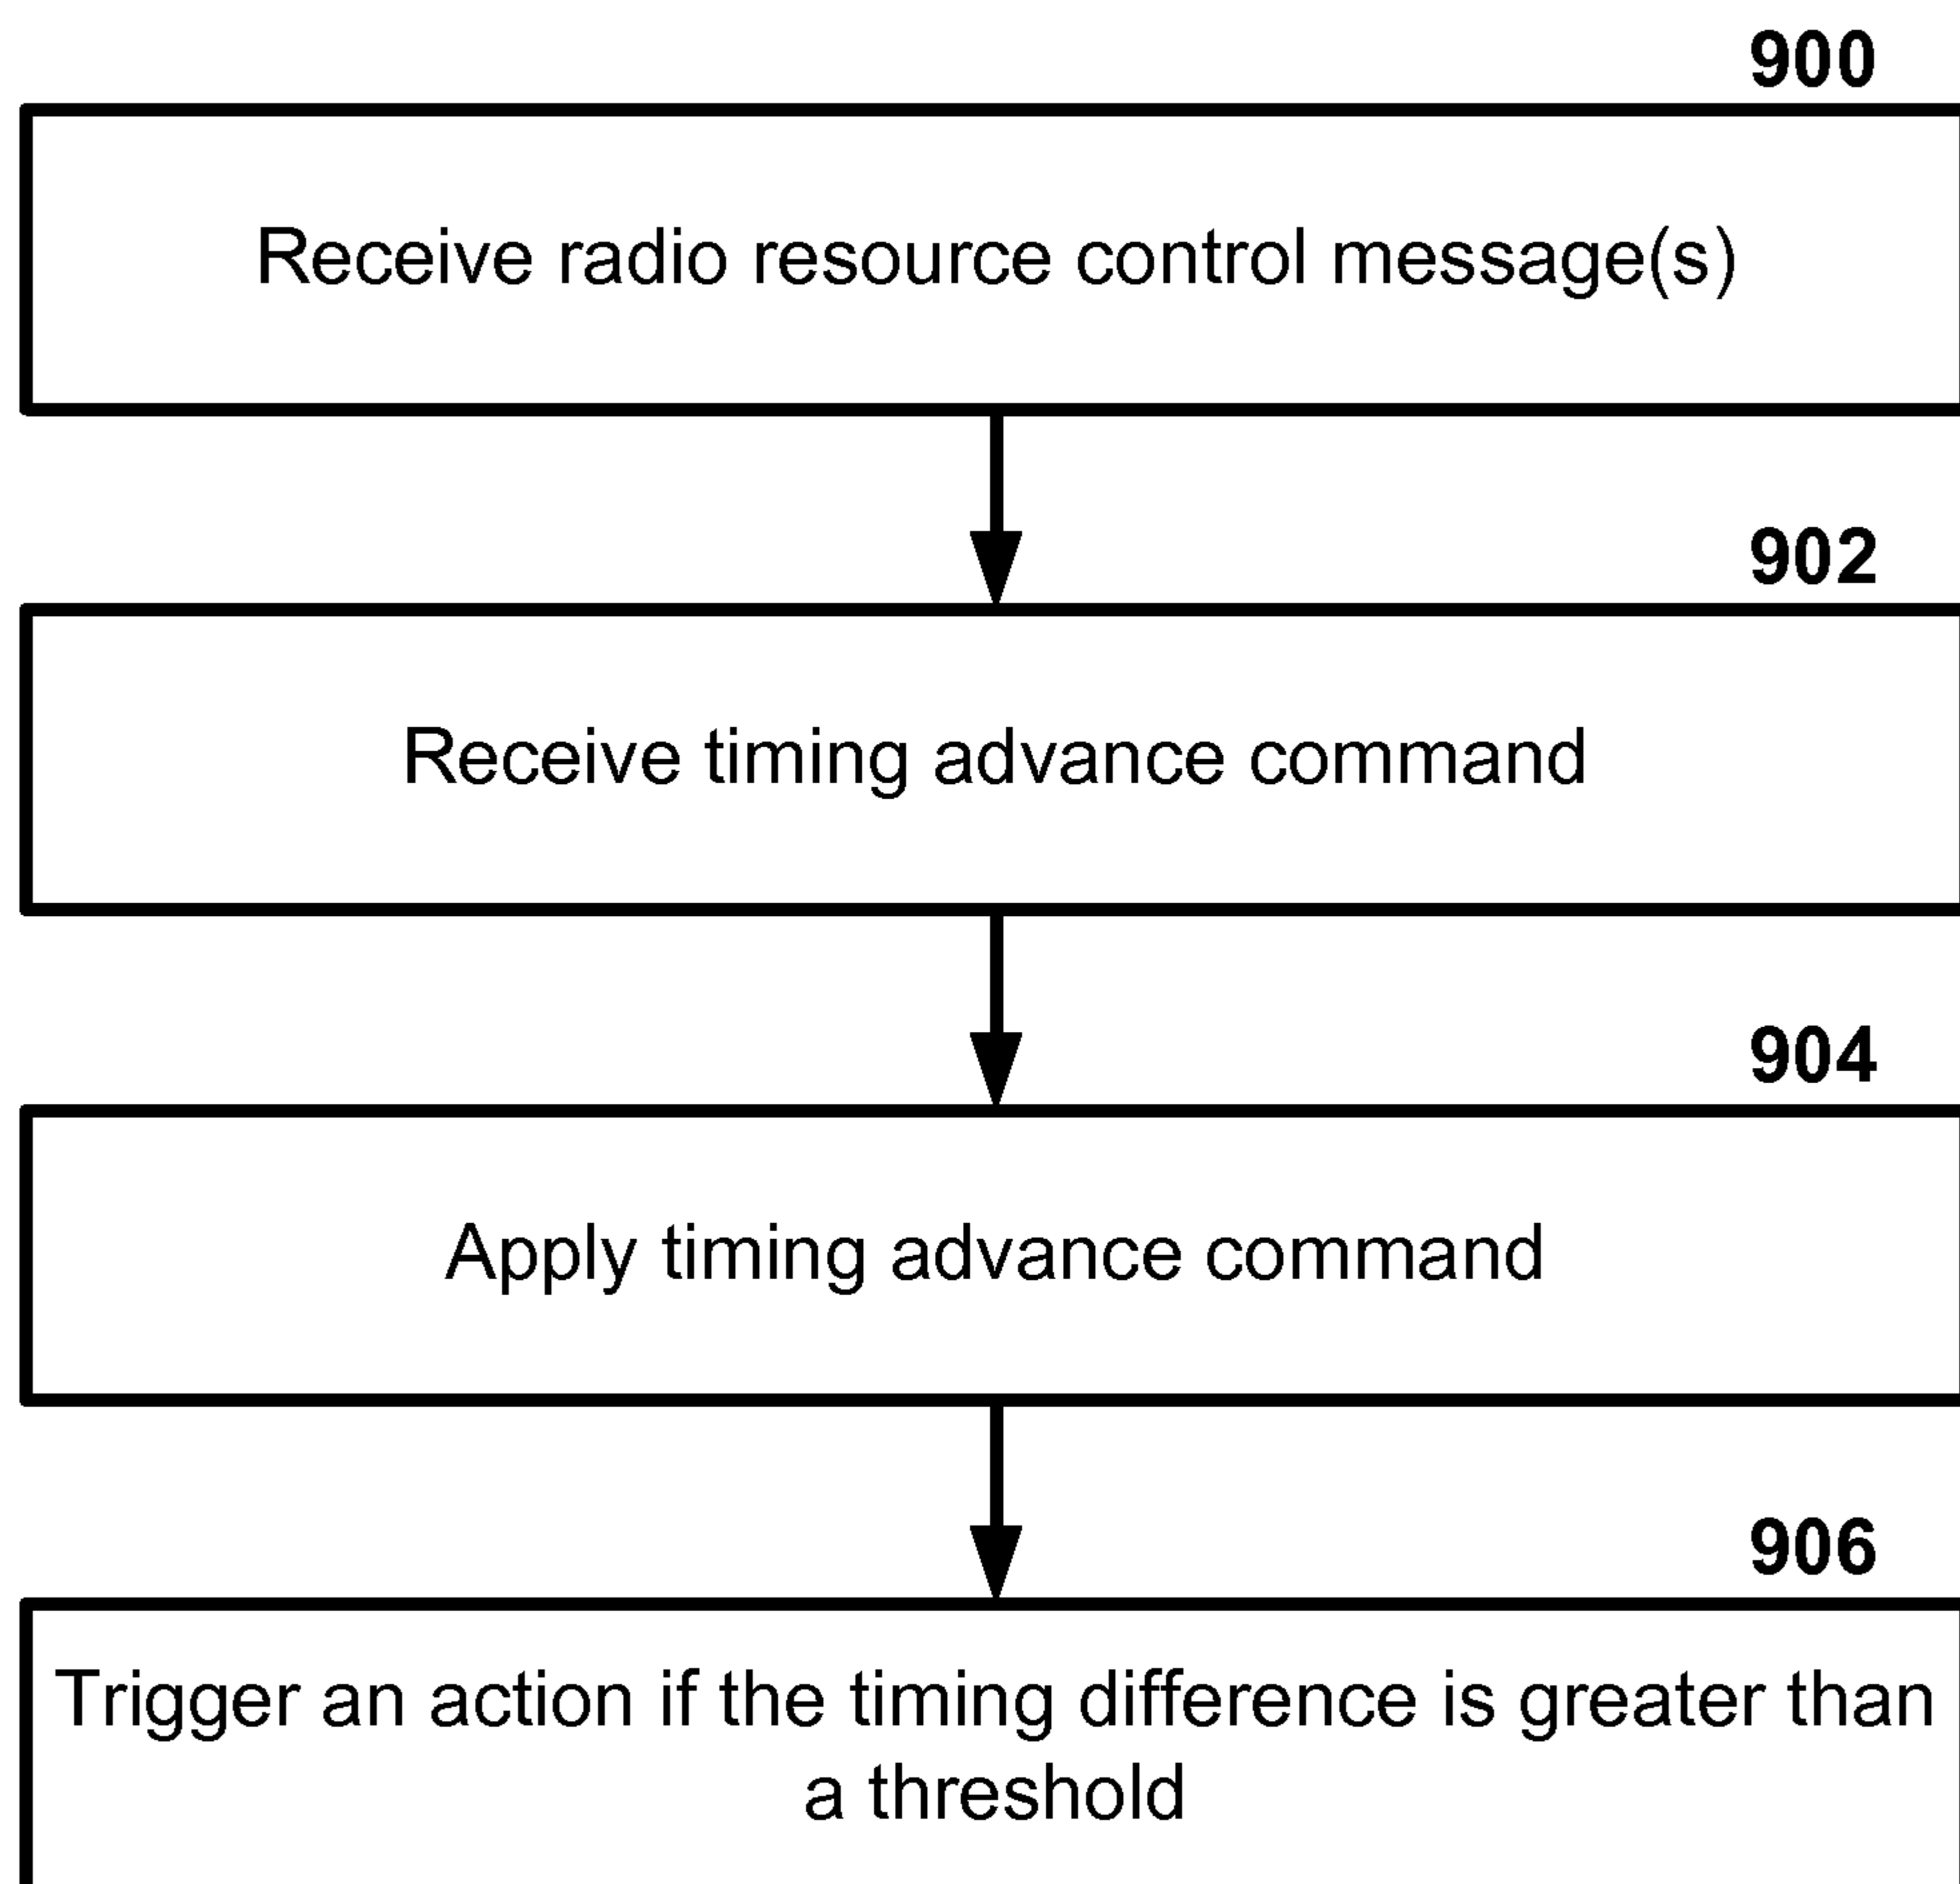 900
Receive radio resource control message(s)
902
Receive timing advance command
904
Apply timing advance command
906
Trigger an action if the timing difference is greater than
a threshold